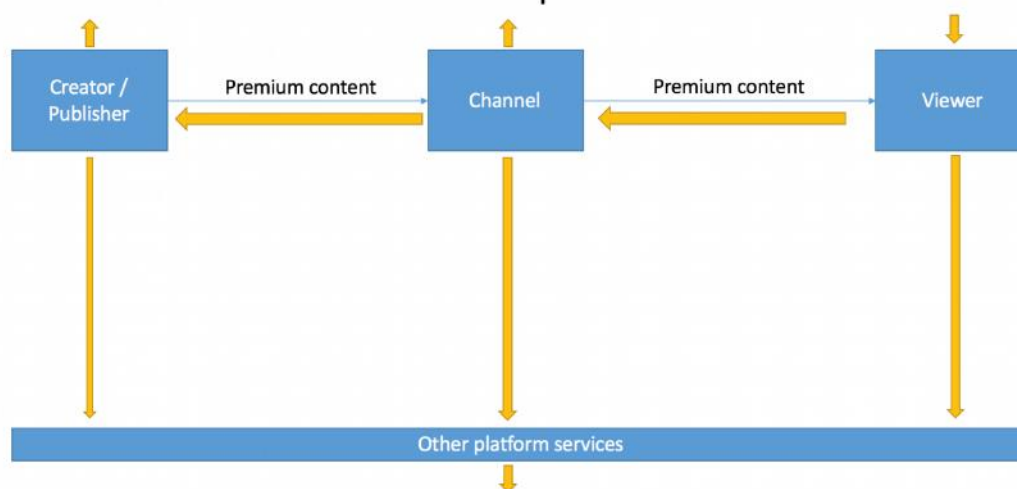 Creator /
Publisher
Premium content
Channel
Premium content
Viewer
Other platform services